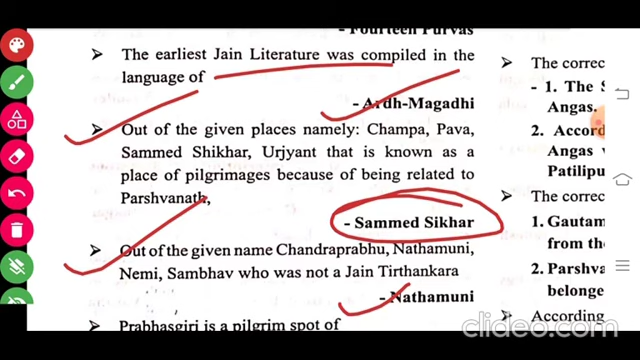 - Fourteen Purvas
The earliest Jain Literature was compiled in the
language of
- Ardh-Magadhi
Out of the given places namely: Champa, Pava,
Sammed Shikhar, Urjyant that is known as a
place of pilgrimages because of being related to
Parshvanath,
- Sammed Sikhar
Out of the given name Chandraprabhu, Nathamuni,
Nemi, Sambhav who was not a Jain Tirthankara
- Nathamuni
Prabhasgiri is a pilgrim spot of
The correc
- 1. The S
Angas.
2. Accord
Angas v
Patilipu
The correc
1. Gautam
from the
2. Parshva
belonge
According
clideo.com